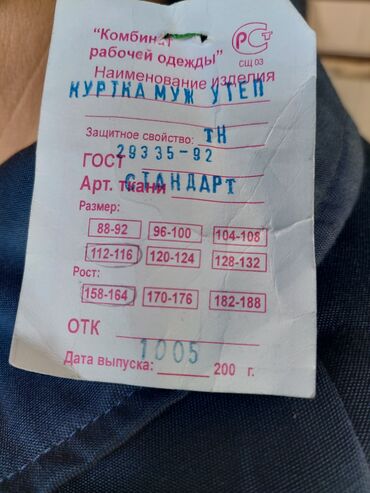 "Комбинат
рабочей одежды"
РСТ
СЩ 03
Наименование изделия
КУРТКА МУЖ УТЕП
Защитное свойство: ТН
ГОСТ 29335-92
Арт. ткани СТАНДАРТ
Размер:
88-92 96-100 104-108
112-116 120-124 128-132
Рост:
158-164 170-176 182-188
ОТК
1005
Дата выпуска: 200 г.